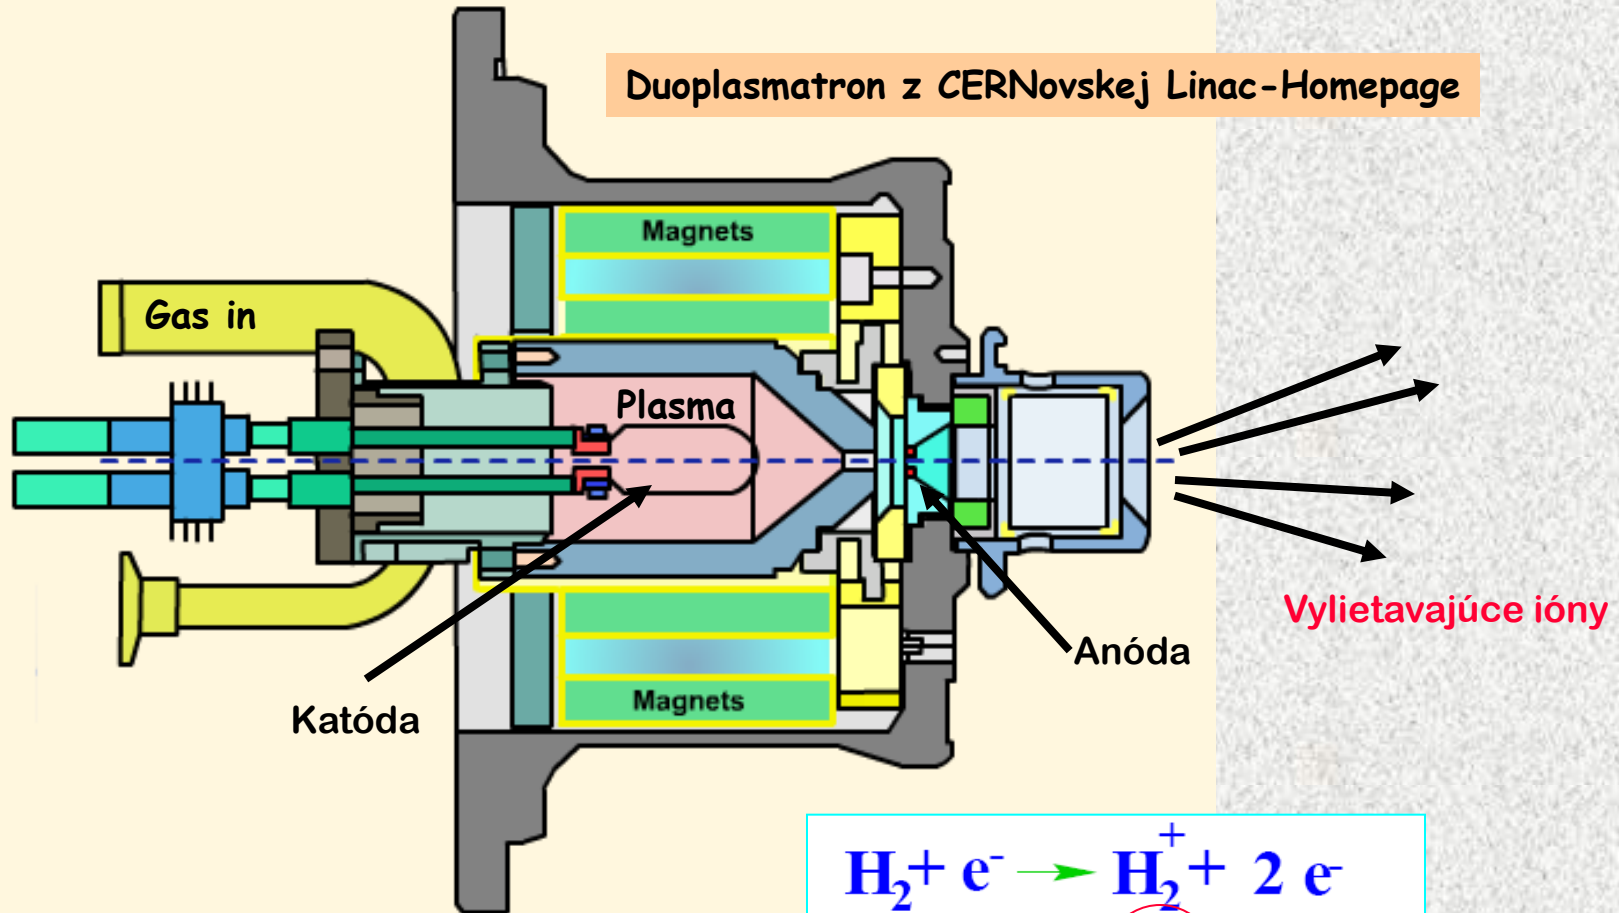 Duoplasmatron z CERNovskej Linac-Homepage
Magnets
Gas in
Plasma
Vylietavajúce ióny
Anóda
Magnets
Katóda
H₂ + e⁻ → H₂⁺ + 2 e⁻